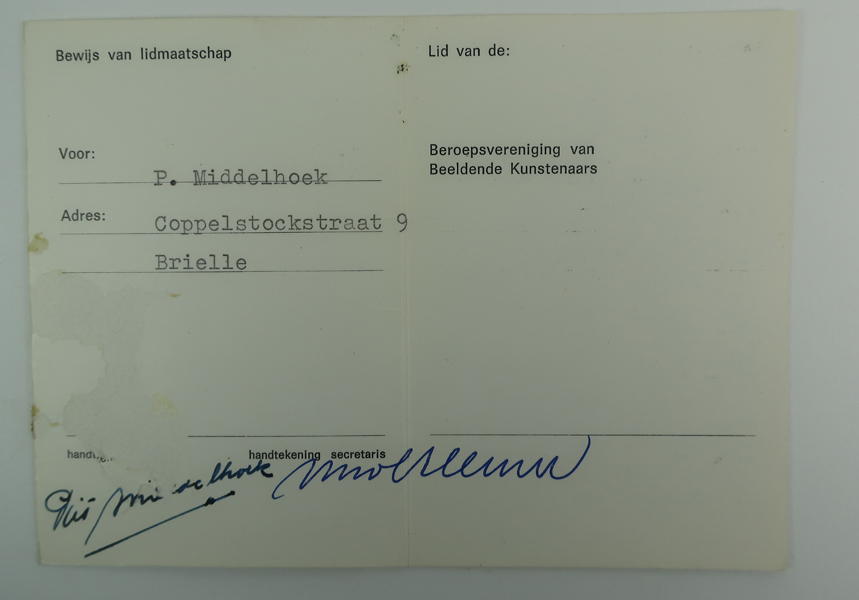 Bewijs van lidmaatschap
Voor:
P. Middelhoek
Adres:
Coppelstockstraat 9
Brielle
handtekening secretaris
Lid van de:
Beroepsvereniging van
Beeldende Kunstenaars